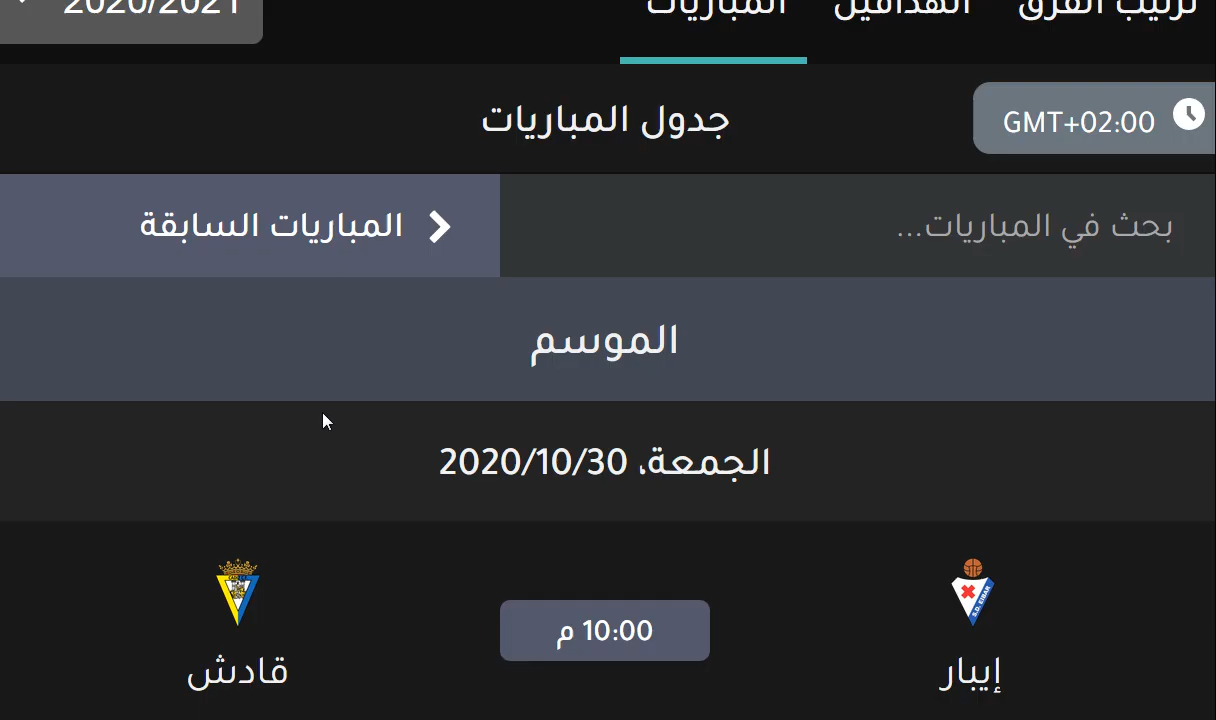 ترتيب الفرق الهدافين المباريات 2020/2021
GMT+02:00 جدول المباريات
بحث في المباريات... المباريات السابقة
الموسم
الجمعة، 2020/10/30
S.D. EIBAR
10:00 م
إيبار قادش